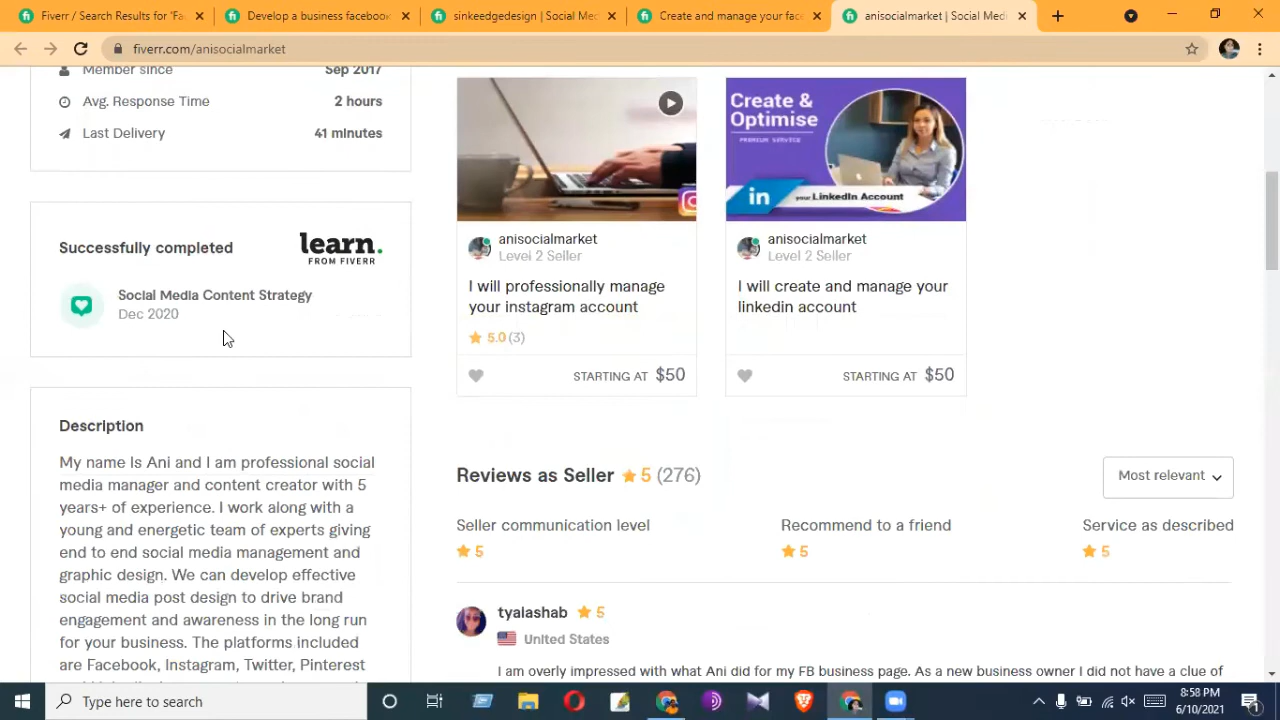 Fiverr / Search Results for 'Fac
Develop a business facebook
sinkeedgedesign | Social Media
Create and manage your face
anisocialmarket | Social Media
fiverr.com/anisocialmarket
Member since Sep 2017
Avg. Response Time 2 hours
Last Delivery 41 minutes
Successfully completed
learn.
FROM FIVERR
Social Media Content Strategy
Dec 2020
Description
My name Is Ani and I am professional social
media manager and content creator with 5
years+ of experience. I work along with a
young and energetic team of experts giving
end to end social media management and
graphic design. We can develop effective
social media post design to drive brand
engagement and awareness in the long run
for your business. The platforms included
are Facebook, Instagram, Twitter, Pinterest
Create &
Optimise
PREMIUM SERVICE
in
your LinkedIn Account
anisocialmarket
Level 2 Seller
I will professionally manage
your instagram account
5.0 (3)
STARTING AT $50
anisocialmarket
Level 2 Seller
I will create and manage your
linkedin account
STARTING AT $50
Reviews as Seller 5 (276)
Most relevant
Seller communication level
5
Recommend to a friend
5
Service as described
5
tyalashab 5
United States
I am overly impressed with what Ani did for my FB business page. As a new business owner I did not have a clue of
Type here to search
8:58 PM
6/10/2021
1